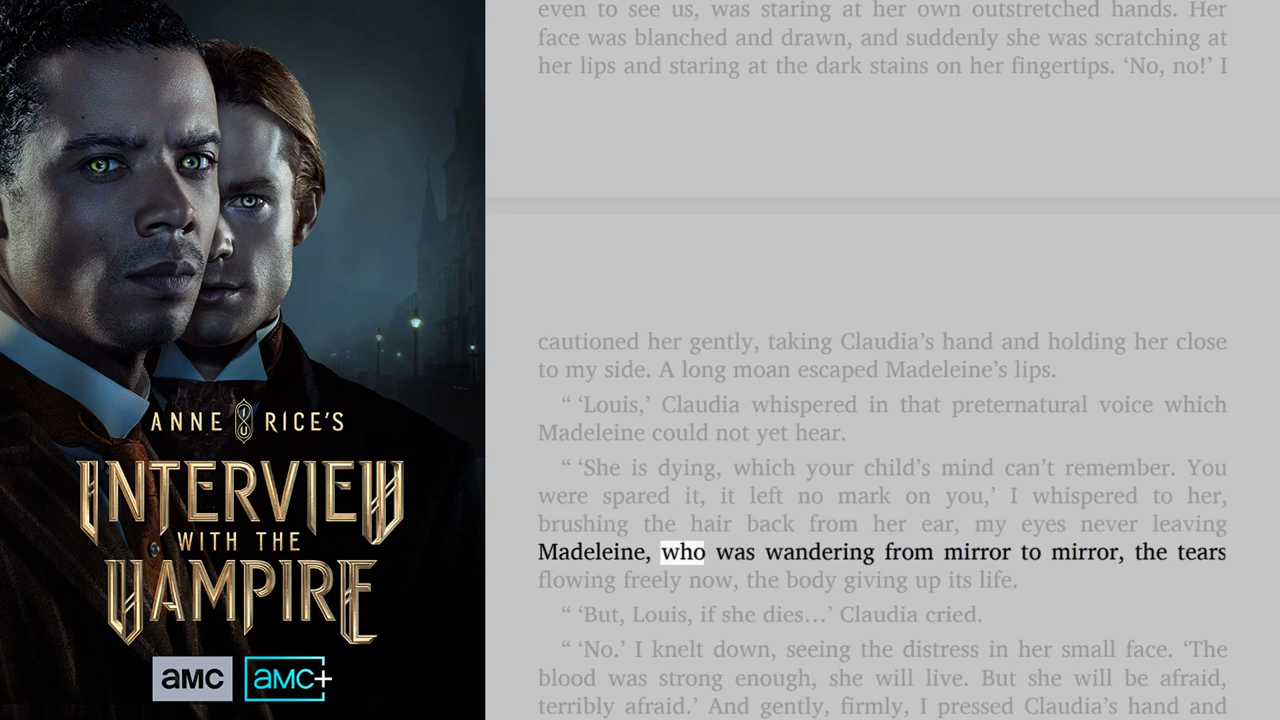 ANNE RICE'S
INTERVIEW
WITH THE
VAMPIRE
aMC
aMC+
even to see us, was staring at her own outstretched hands. Her
face was blanched and drawn, and suddenly she was scratching at
her lips and staring at the dark stains on her fingertips. ‘No, no!’ I
cautioned her gently, taking Claudia’s hand and holding her close
to my side. A long moan escaped Madeleine’s lips.
“ ‘Louis,’ Claudia whispered in that preternatural voice which
Madeleine could not yet hear.
“ ‘She is dying, which your child’s mind can’t remember. You
were spared it, it left no mark on you,’ I whispered to her,
brushing the hair back from her ear, my eyes never leaving
Madeleine, who was wandering from mirror to mirror, the tears
flowing freely now, the body giving up its life.
“ ‘But, Louis, if she dies…’ Claudia cried.
“ ‘No.’ I knelt down, seeing the distress in her small face. ‘The
blood was strong enough, she will live. But she will be afraid,
terribly afraid.’ And gently, firmly, I pressed Claudia’s hand and